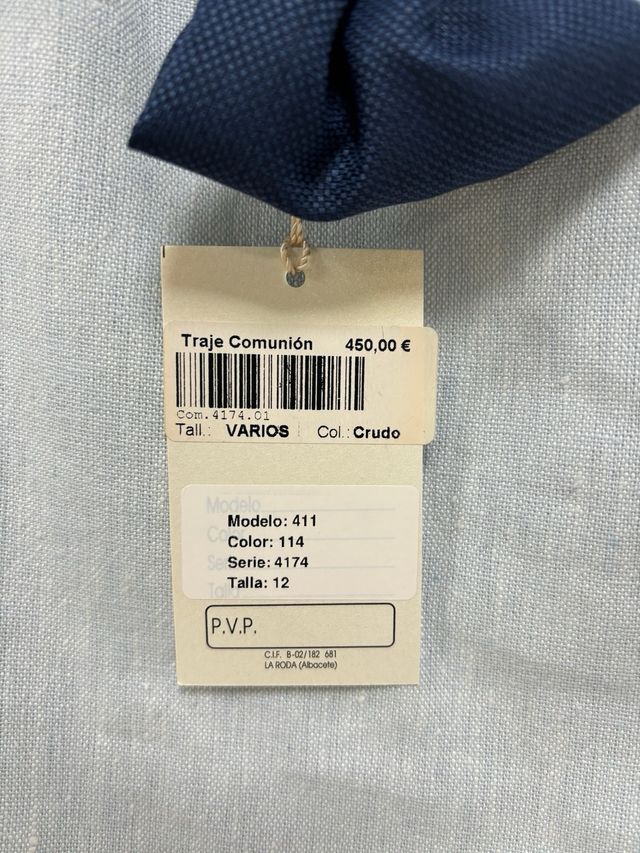 Traje Comunión 450,00 €
Com.4174.01
Tall.: VARIOS Col.: Crudo
Modelo
Modelo: 411
Color: 114
Serie: 4174
Talla: 12
P.V.P.
C.I.F. B-02/182 681
LA RODA (Albacete)